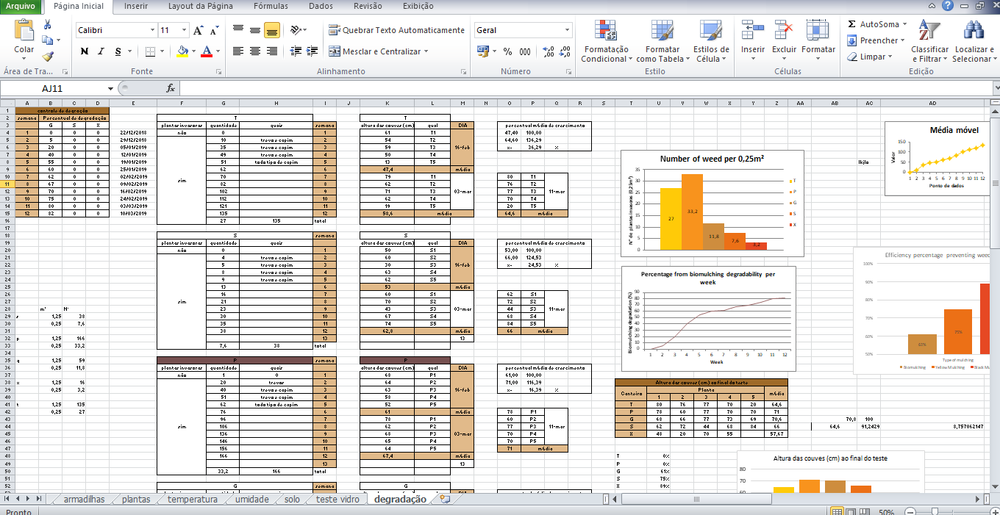 Arquivo Página Inicial Inserir Layout da Página Fórmulas Dados Revisão Exibição
Calibri 11 Quebrar Texto Automaticamente Geral AutoSoma
Colar N I S Mesclar e Centralizar % 000 Formatação Condicional Formatar como Tabela Estilos de Célula Inserir Excluir Formatar Preencher Limpar Classificar e Filtrar Localizar e Selecionar
Área de Tra... Fonte Alinhamento Número Estilo Células Edição
AJ11 fx
A B C D E F G H I J K L M N O P Q R S T U V W X Y Z AA AB AC AD
controle de degração
semana Percentual de degradação
G S X
1 0 0 0 22/12/2018
2 5 0 0 29/12/2018
3 20 0 0 05/01/2019
4 40 0 0 12/01/2019
5 55 0 0 19/01/2019
6 60 0 0 25/01/2019
7 62 0 0 02/02/2019
8 67 0 0 09/02/2019
9 70 0 0 16/02/2019
10 75 0 0 24/02/2019
11 80 0 0 03/03/2019
12 82 0 0 10/03/2019
m² N°
1,25 38
0,25 7,6
p 1,25 166
0,25 33,2
1,25 59
0,25 11,8
x 1,25 16
0,25 3,2
t 1,25 135
0,25 27
T
plantas invasoras quantidade quais semana
não 0 1
10 trevo e capim 2
35 trevo e capim 3
49 trevo e capim 4
51 toda tipo de capim 5
62 6
sim 70 7
82 8
102 9
112 10
121 11
135 12
27 135 total
S
plantas invasoras quantidade quais semana
não 0 1
4 trevo e capim 2
5 trevo e capim 3
8 trevo e capim 4
9 trevo e capim 5
13 6
16 7
sim 21 8
23 9
30 10
35 11
38 12
13
7,6 38 total
P
plantas invasoras quantidade quais semana
não 1 0 1
20 trevos 2
40 trevo e capim 3
51 trevo e capim 4
62 toda tipo de capim 5
76 6
96 7
sim 106 8
136 9
146 10
156 11
166 12
13
33,2 166 total
G semana
T
altura das couves (cm) qual DIA
61 T1
54 T2
59 T3 16-feb
50 T4
13 T5
47,4 média
79 T1
62 T2
71 T3 03-mar
62 T4
19 T5
58,6 média
S
altura das couves (cm) qual DIA
50 S1
60 S2
30 S3 16-feb
63 S4
62 S5
53 média
60 S1
70 S2
43 S3 03-mar
67 S4
74 S5
62,8 média
13
P
altura das couves (cm) qual DIA
68 P1
64 P2
63 P3 16-feb
58 P4
52 P5
61 média
78 P1
62 P2
68 P3 03-mar
65 P4
64 P5
67,4 média
13
G
percentual média de crescimento
47,40 100,00
64,60 136,29
x- 36,29 %
80 T1
76 T2
77 T3 11-mar
70 T4
20 T5
64,6 média
percentual média de crescimento
53,00 100,00
66,00 124,53
x- 24,53 %
62 S1
72 S2
44 S3 11-mar
68 S4
84 S5
66 média
percentual média de crescimento
61,00 100,00
71,00 116,39
x- 16,39 %
78 P1
60 P2
77 P3 11-mar
70 P4
70 P5
71 média
Number of weed per 0,25m²
N° de plantas invasoras (0,25m²)
35
30
25
20
15
10
5
0
27 33,2 11,8 7,6 3,2
T
P
G
S
X
Percentage from biomulching degradability per week
Biomulching degradation (%)
90
80
70
60
50
40
30
20
10
0
1 2 3 4 5 6 7 8 9 10 11 12
Week
Altura das couves (cm) ao final do teste
Canteiro Planta média
1 2 3 4 5
T 80 76 77 70 20 64,6
P 78 60 77 70 70 71
G 68 66 77 73 69 70,6
S 62 72 44 68 84 66
X 48 20 70 55 57,67
T 0%
P 0%
G 61%
S 75%
X 89%
lkjlo
Média móvel
Valor
150
100
50
0
1 2 3 4 5 6 7 8 9 10 11 12
Ponto de dados
Efficiency percentage preventing weed
100%
90%
80%
70%
60%
50%
61% 75%
Type of mulching
Biomulching Yellow Mulching Black Mu
70,8 100
64,6 91,2429 8,757062147
Altura das couves (cm) ao final do teste
80
70
60
armadilhas plantas temperatura umidade solo teste vidro degradação
Pronto 50%